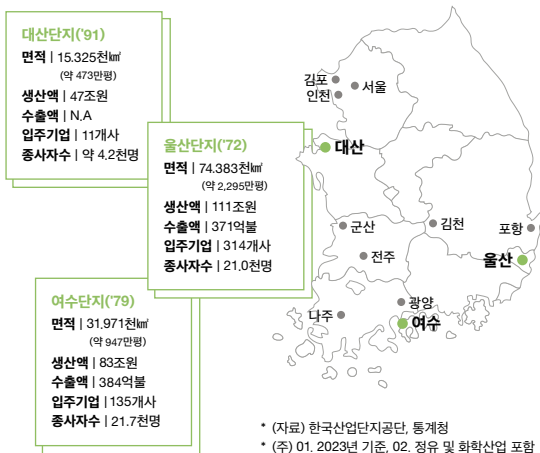 대산단지('91)
면적 | 15.325천㎢
(약 473만평)
생산액 | 47조원
수출액 | N.A
입주기업 | 11개사
종사자수 | 약 4.2천명
울산단지('72)
면적 | 74.383천㎢
(약 2,295만평)
생산액 | 111조원
수출액 | 371억불
입주기업 | 314개사
종사자수 | 21.0천명
여수단지('79)
면적 | 31.971천㎢
(약 947만평)
생산액 | 83조원
수출액 | 384억불
입주기업 | 135개사
종사자수 | 21.7천명
김포
인천
서울
대산
군산
김천
포항
전주
울산
광양
나주
여수
* (자료) 한국산업단지공단, 통계청
* (주) 01. 2023년 기준, 02. 정유 및 화학산업 포함